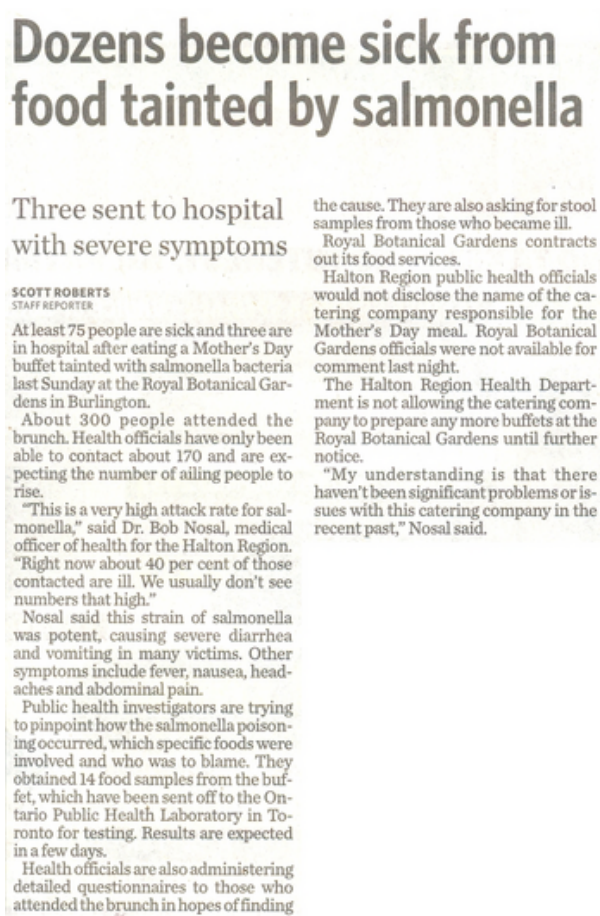 Dozens become sick from
food tainted by salmonella
Three sent to hospital
with severe symptoms
SCOTT ROBERTS
STAFF REPORTER
At least 75 people are sick and three are
in hospital after eating a Mother's Day
buffet tainted with salmonella bacteria
last Sunday at the Royal Botanical Gar-
dens in Burlington.
About 300 people attended the
brunch. Health officials have only been
able to contact about 170 and are ex-
pecting the number of ailing people to
rise.
"This is a very high attack rate for sal-
monella," said Dr. Bob Nosal, medical
officer of health for the Halton Region.
"Right now about 40 per cent of those
contacted are ill. We usually don't see
numbers that high."
Nosal said this strain of salmonella
was potent, causing severe diarrhea
and vomiting in many victims. Other
symptoms include fever, nausea, head-
aches and abdominal pain.
Public health investigators are trying
to pinpoint how the salmonella poison-
ing occurred, which specific foods were
involved and who was to blame. They
obtained 14 food samples from the buf-
fet, which have been sent off to the On-
tario Public Health Laboratory in To-
ronto for testing. Results are expected
in a few days.
Health officials are also administering
detailed questionnaires to those who
attended the brunch in hopes of finding
the cause. They are also asking for stool
samples from those who became ill.
Royal Botanical Gardens contracts
out its food services.
Halton Region public health officials
would not disclose the name of the ca-
tering company responsible for the
Mother's Day meal. Royal Botanical
Gardens officials were not available for
comment last night.
The Halton Region Health Depart-
ment is not allowing the catering com-
pany to prepare any more buffets at the
Royal Botanical Gardens until further
notice.
"My understanding is that there
haven't been significant problems or is-
sues with this catering company in the
recent past," Nosal said.